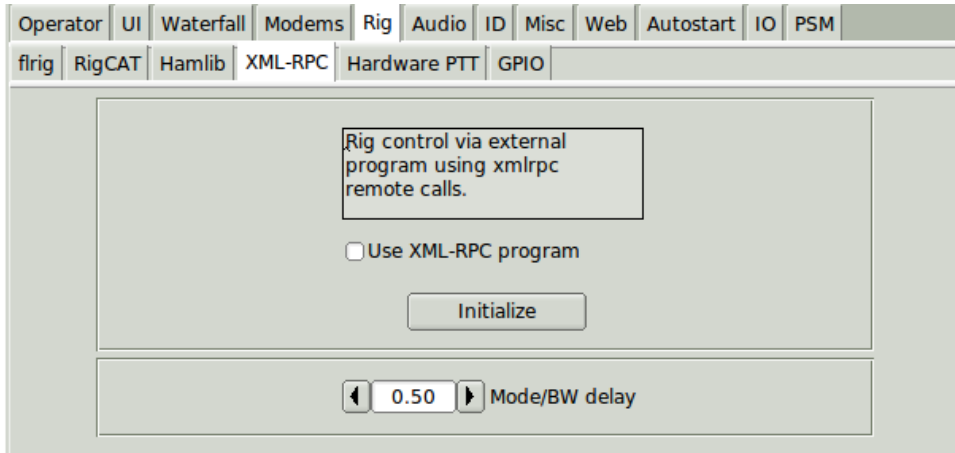 Operator UI Waterfall Modems Rig Audio ID Misc Web Autostart IO PSM
flrig RigCAT Hamlib XML-RPC Hardware PTT GPIO
Rig control via external
program using xmlrpc
remote calls.
Use XML-RPC program
Initialize
0.50 Mode/BW delay